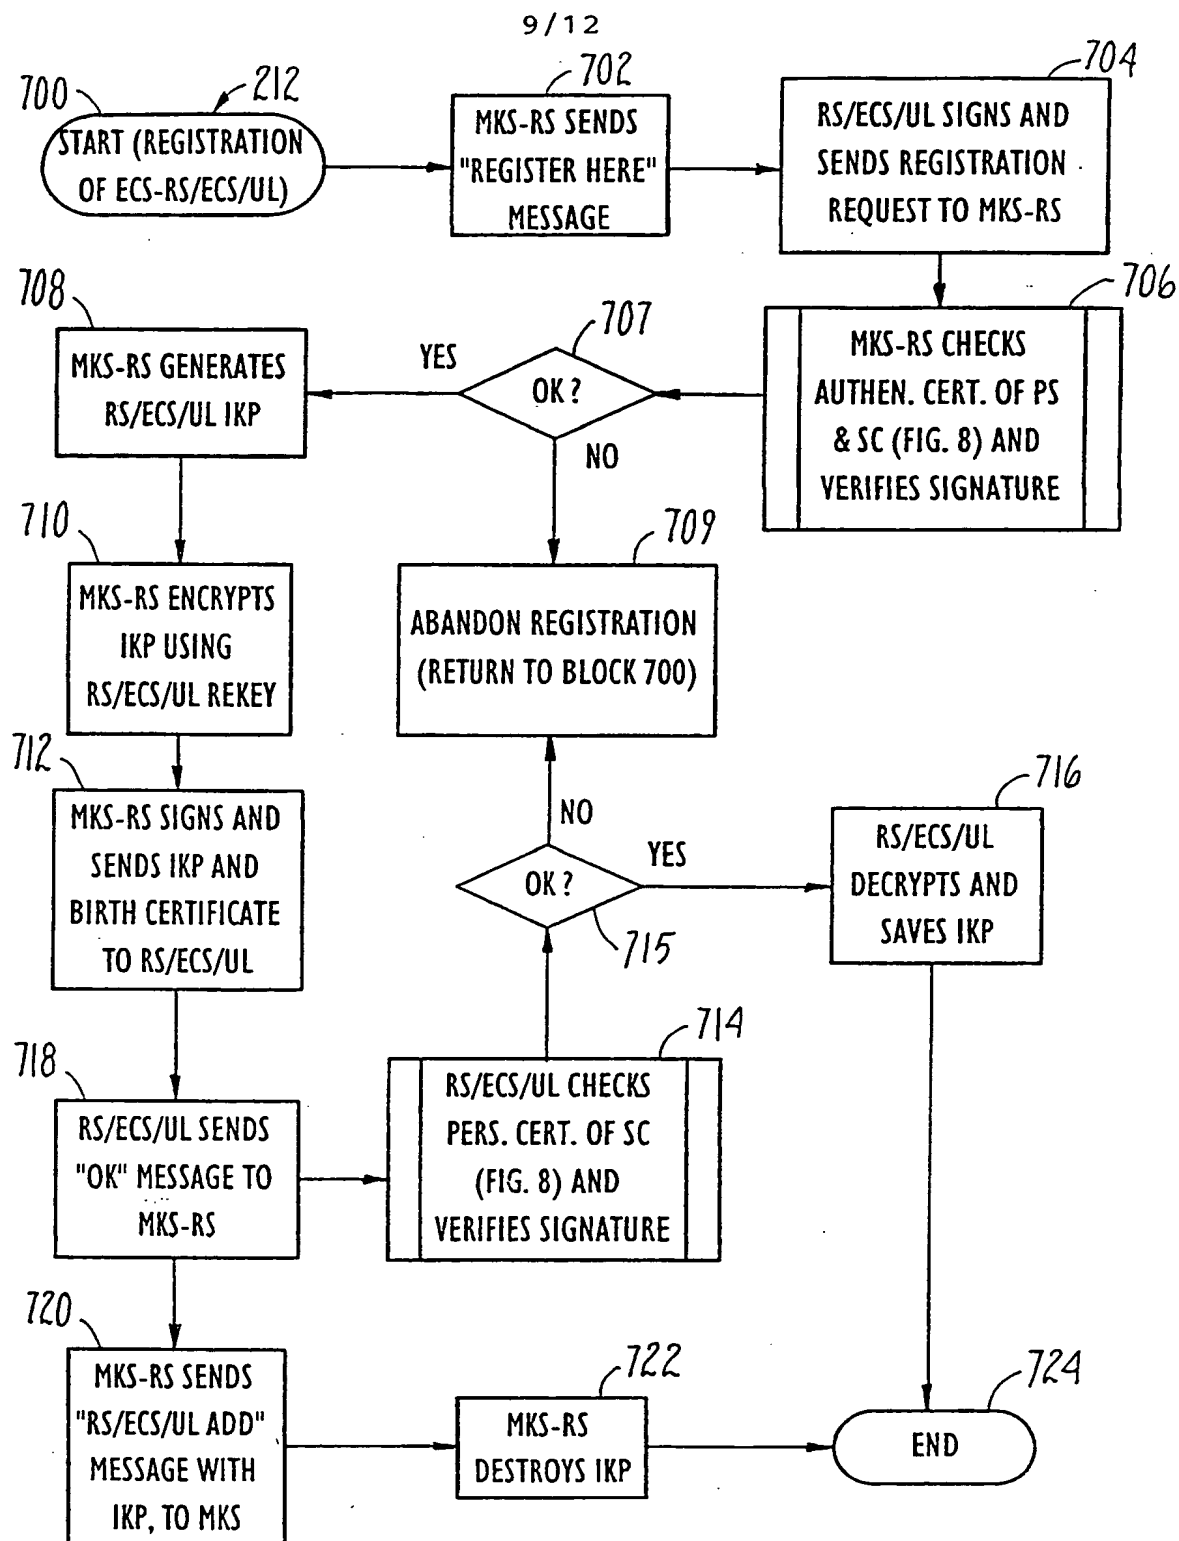 9/12
700
212
START (REGISTRATION
OF ECS-RS/ECS/UL)
702
MKS-RS SENDS
"REGISTER HERE"
MESSAGE
704
RS/ECS/UL SIGNS AND
SENDS REGISTRATION
REQUEST TO MKS-RS
706
MKS-RS CHECKS
AUTHEN. CERT. OF PS
& SC (FIG. 8) AND
VERIFIES SIGNATURE
707
OK?
YES
NO
708
MKS-RS GENERATES
RS/ECS/UL IKP
709
ABANDON REGISTRATION
(RETURN TO BLOCK 700)
710
MKS-RS ENCRYPTS
IKP USING
RS/ECS/UL REKEY
712
MKS-RS SIGNS AND
SENDS IKP AND
BIRTH CERTIFICATE
TO RS/ECS/UL
NO
OK?
YES
715
716
RS/ECS/UL
DECRYPTS AND
SAVES IKP
718
RS/ECS/UL SENDS
"OK" MESSAGE TO
MKS-RS
714
RS/ECS/UL CHECKS
PERS. CERT. OF SC
(FIG. 8) AND
VERIFIES SIGNATURE
720
MKS-RS SENDS
"RS/ECS/UL ADD"
MESSAGE WITH
IKP, TO MKS
722
MKS-RS
DESTROYS IKP
724
END